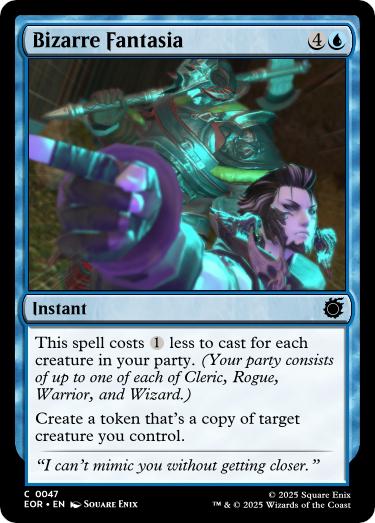 Bizarre Fantasia 4
Instant
This spell costs 1 less to cast for each
creature in your party. (Your party consists
of up to one of each of Cleric, Rogue,
Warrior, and Wizard.)
Create a token that's a copy of target
creature you control.
"I can't mimic you without getting closer."
C 0047
EOR • EN SQUARE ENIX
© 2025 Square Enix
™ & © 2025 Wizards of the Coast